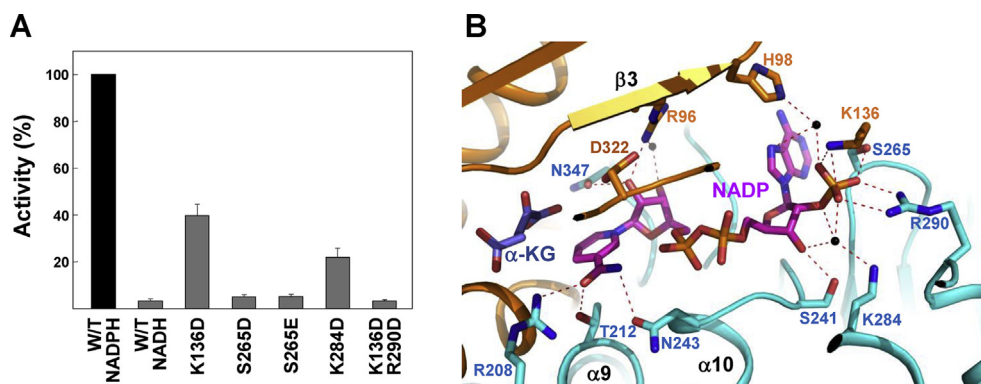 A
Activity (%)
100
80
60
40
20
W/T NADPH
W/T NADH
K136D
S265D
S265E
K284D
K136D R290D
B
β3
H98
R96
K136
D322
S265
N347
NADP
R290
α-KG
S241
K284
T212
N243
R208
α9
α10